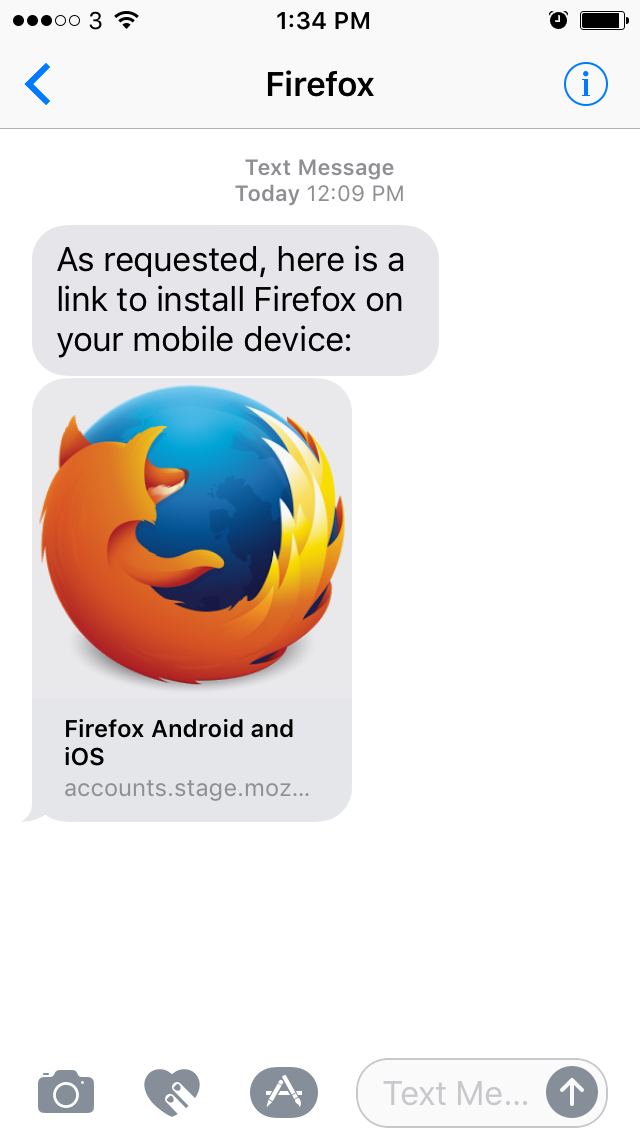 3 1:34 PM
Firefox
Text Message
Today 12:09 PM
As requested, here is a
link to install Firefox on
your mobile device:
Firefox Android and
iOS
accounts.stage.moz...
Text Me...